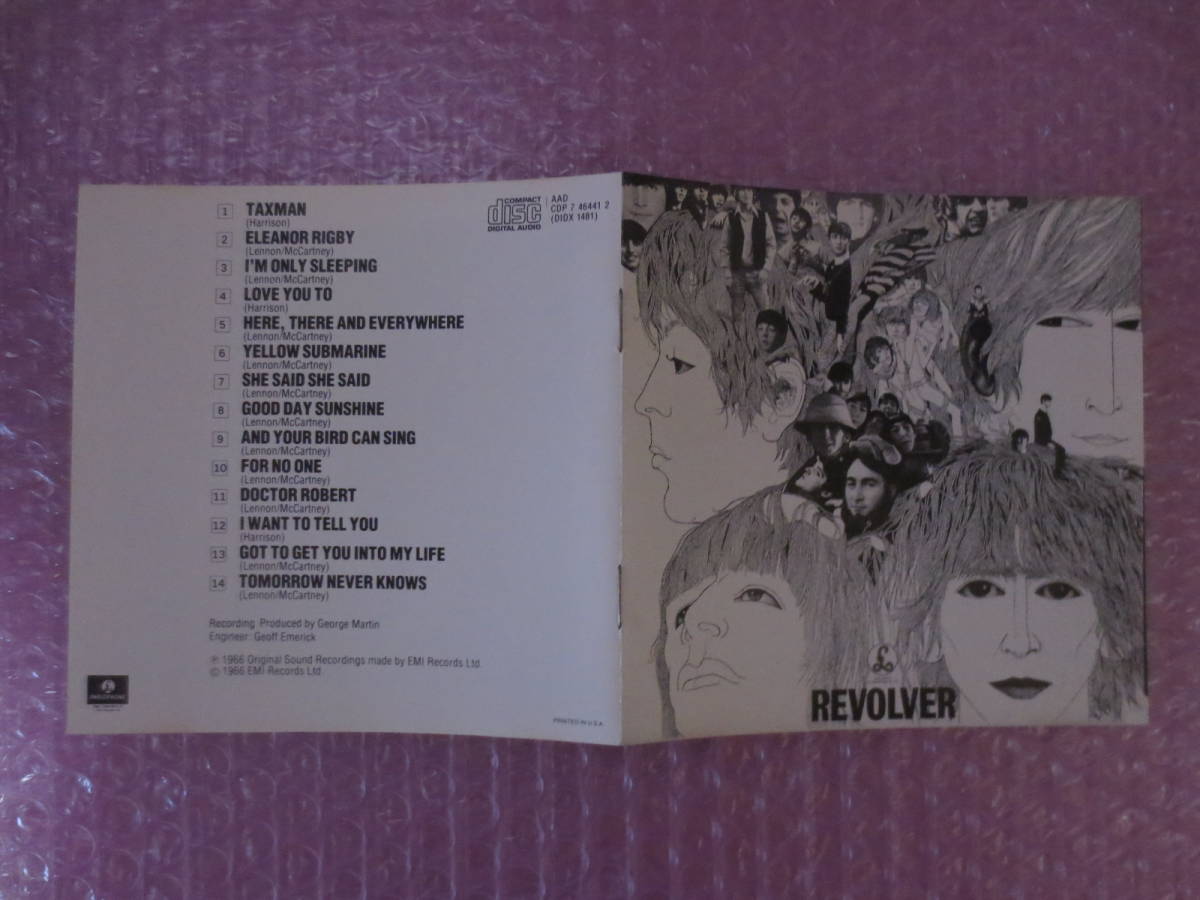 1 TAXMAN
(Harrison)
2 ELEANOR RIGBY
(Lennon/McCartney)
3 I'M ONLY SLEEPING
(Lennon/McCartney)
4 LOVE YOU TO
(Harrison)
5 HERE, THERE AND EVERYWHERE
(Lennon/McCartney)
6 YELLOW SUBMARINE
(Lennon/McCartney)
7 SHE SAID SHE SAID
(Lennon/McCartney)
8 GOOD DAY SUNSHINE
(Lennon/McCartney)
9 AND YOUR BIRD CAN SING
(Lennon/McCartney)
10 FOR NO ONE
(Lennon/McCartney)
11 DOCTOR ROBERT
(Lennon/McCartney)
12 I WANT TO TELL YOU
(Harrison)
13 GOT TO GET YOU INTO MY LIFE
(Lennon/McCartney)
14 TOMORROW NEVER KNOWS
(Lennon/McCartney)
Recording Produced by George Martin
Engineer: Geoff Emerick
℗ 1966 Original Sound Recordings made by EMI Records Ltd.
© 1966 EMI Records Ltd.
PARLOPHONE
PRINTED IN U.S.A.
COMPACT
disc
DIGITAL AUDIO
AAD
CDP 7 46441 2
(DIDX 1481)
£
REVOLVER